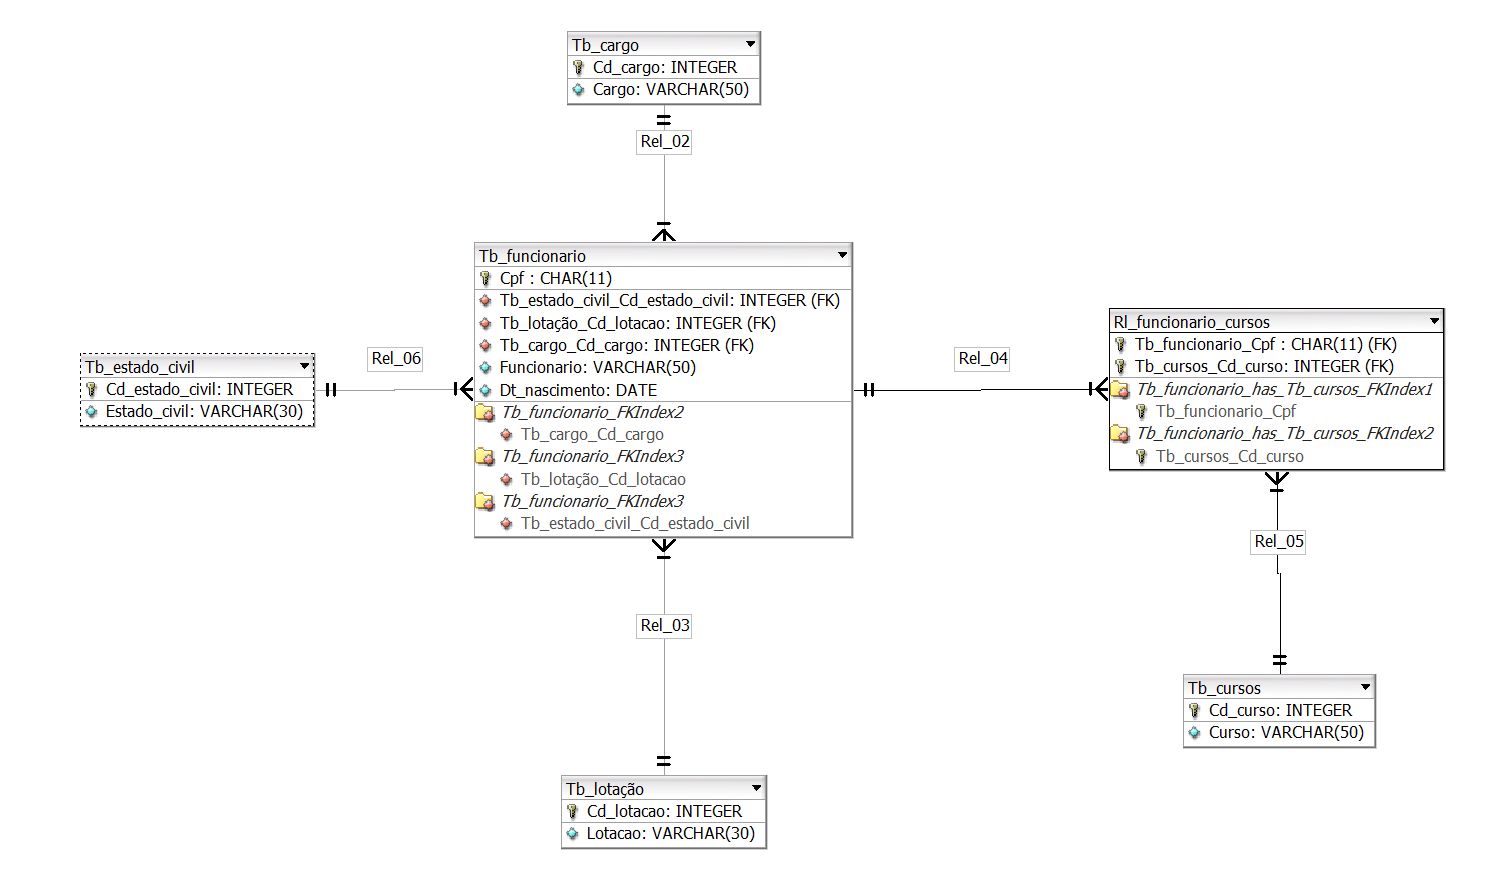 Tb_cargo
Cd_cargo: INTEGER
Cargo: VARCHAR(50)
Rel_02
Tb_funcionario
Cpf : CHAR(11)
Tb_estado_civil_Cd_estado_civil: INTEGER (FK)
Tb_lotação_Cd_lotacao: INTEGER (FK)
Tb_cargo_Cd_cargo: INTEGER (FK)
Funcionario: VARCHAR(50)
Dt_nascimento: DATE
Tb_funcionario_FKIndex2
Tb_cargo_Cd_cargo
Tb_funcionario_FKIndex3
Tb_lotação_Cd_lotacao
Tb_funcionario_FKIndex3
Tb_estado_civil_Cd_estado_civil
Rel_06
Tb_estado_civil
Cd_estado_civil: INTEGER
Estado_civil: VARCHAR(30)
Rel_04
Rl_funcionario_cursos
Tb_funcionario_Cpf : CHAR(11) (FK)
Tb_cursos_Cd_curso: INTEGER (FK)
Tb_funcionario_has_Tb_cursos_FKIndex1
Tb_funcionario_Cpf
Tb_funcionario_has_Tb_cursos_FKIndex2
Tb_cursos_Cd_curso
Rel_05
Tb_cursos
Cd_curso: INTEGER
Curso: VARCHAR(50)
Rel_03
Tb_lotação
Cd_lotacao: INTEGER
Lotacao: VARCHAR(30)